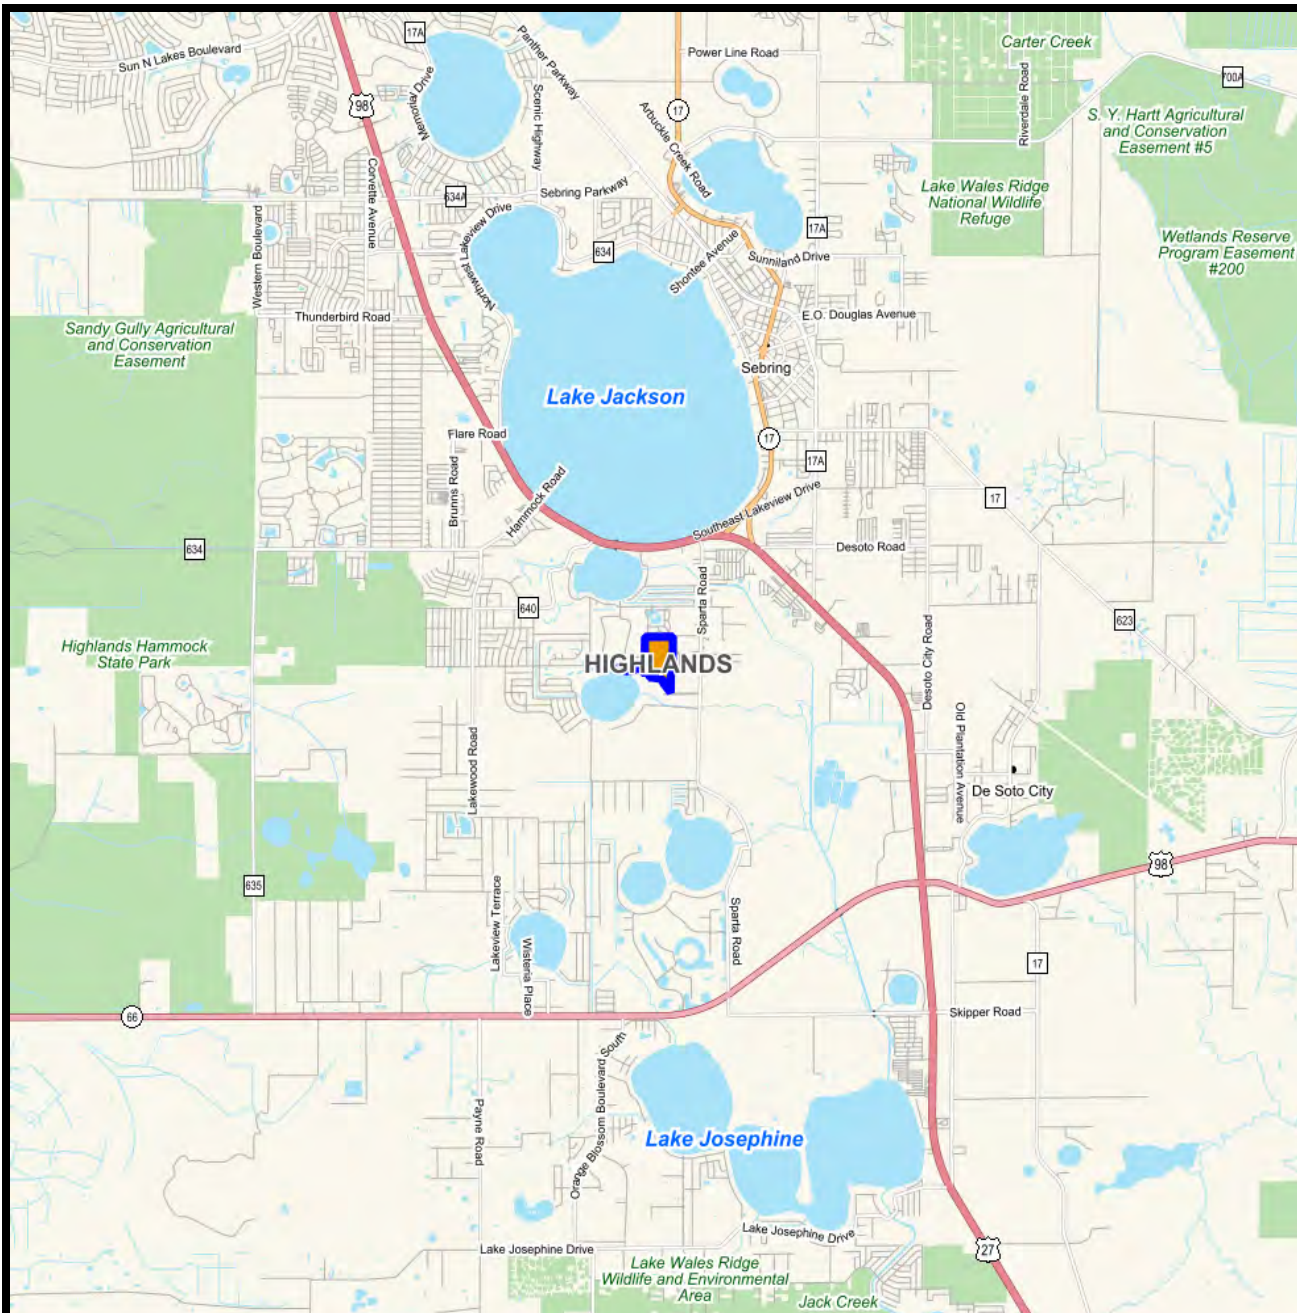 17A
Sun N Lakes Boulevard
Panther Parkway
Power Line Road
Carter Creek
700A
98
Memorial Drive
Scenic Highway
17
Arbuckle Creek Road
Riverdale Road
S. Y. Hartt Agricultural
and Conservation
Easement #5
Corvette Avenue
634A
Sebring Parkway
Lake Wales Ridge
National Wildlife
Refuge
Western Boulevard
Northwest Lakeview Drive
634
Shontee Avenue
17A
Sunniland Drive
Wetlands Reserve
Program Easement
#200
Thunderbird Road
E.O. Douglas Avenue
Sandy Gully Agricultural
and Conservation
Easement
Sebring
Lake Jackson
Flare Road
17
Brunns Road
Hammock Road
17A
Southeast Lakeview Drive
17
634
Desoto Road
Sparta Road
640
623
Highlands Hammock
State Park
HIGHLANDS
Desoto City Road
Old Plantation Avenue
Lakewood Road
De Soto City
98
635
Lakeview Terrace
Wisteria Place
Sparta Road
17
66
Skipper Road
South
Orange Blossom Boulevard
Payne Road
Lake Josephine
Lake Josephine Drive
Lake Josephine Drive
27
Lake Wales Ridge
Wildlife and Environmental
Area
Jack Creek